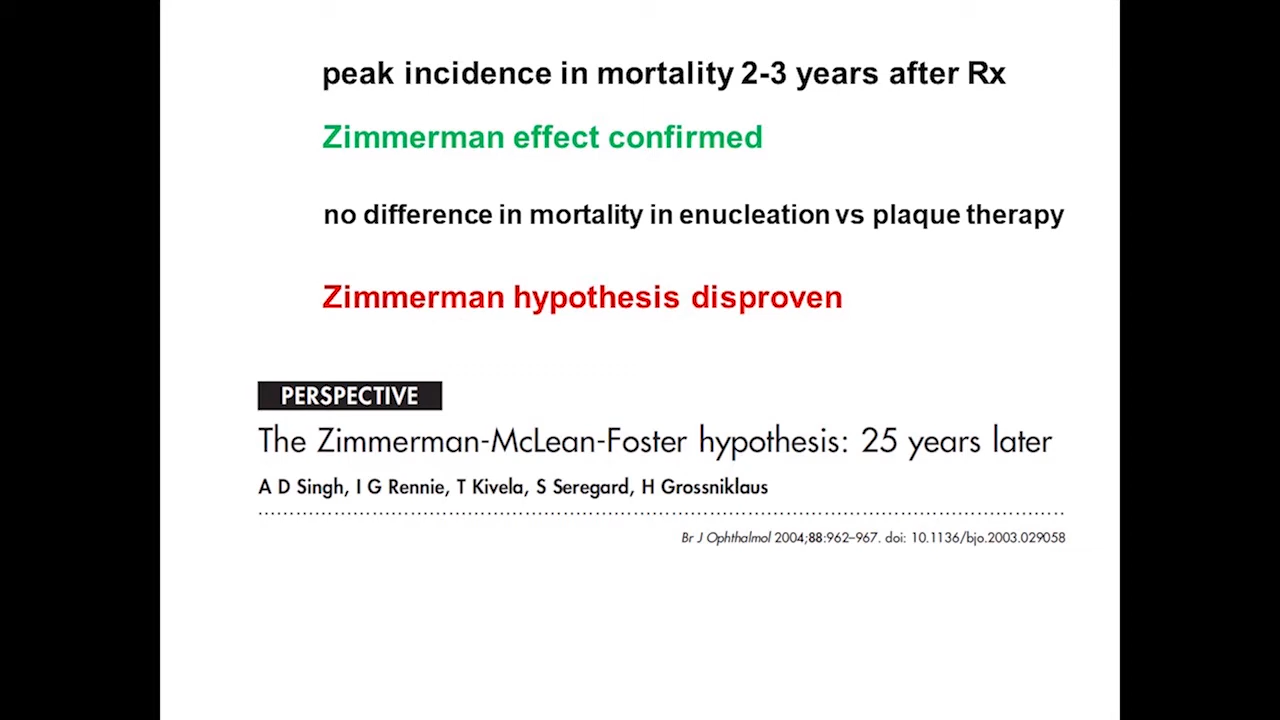 peak incidence in mortality 2-3 years after Rx
Zimmerman effect confirmed
no difference in mortality in enucleation vs plaque therapy
Zimmerman hypothesis disproven
PERSPECTIVE
The Zimmerman-McLean-Foster hypothesis: 25 years later
A D Singh, I G Rennie, T Kivela, S Seregard, H Grossniklaus
Br J Ophthalmol 2004;88:962–967. doi: 10.1136/bjo.2003.029058